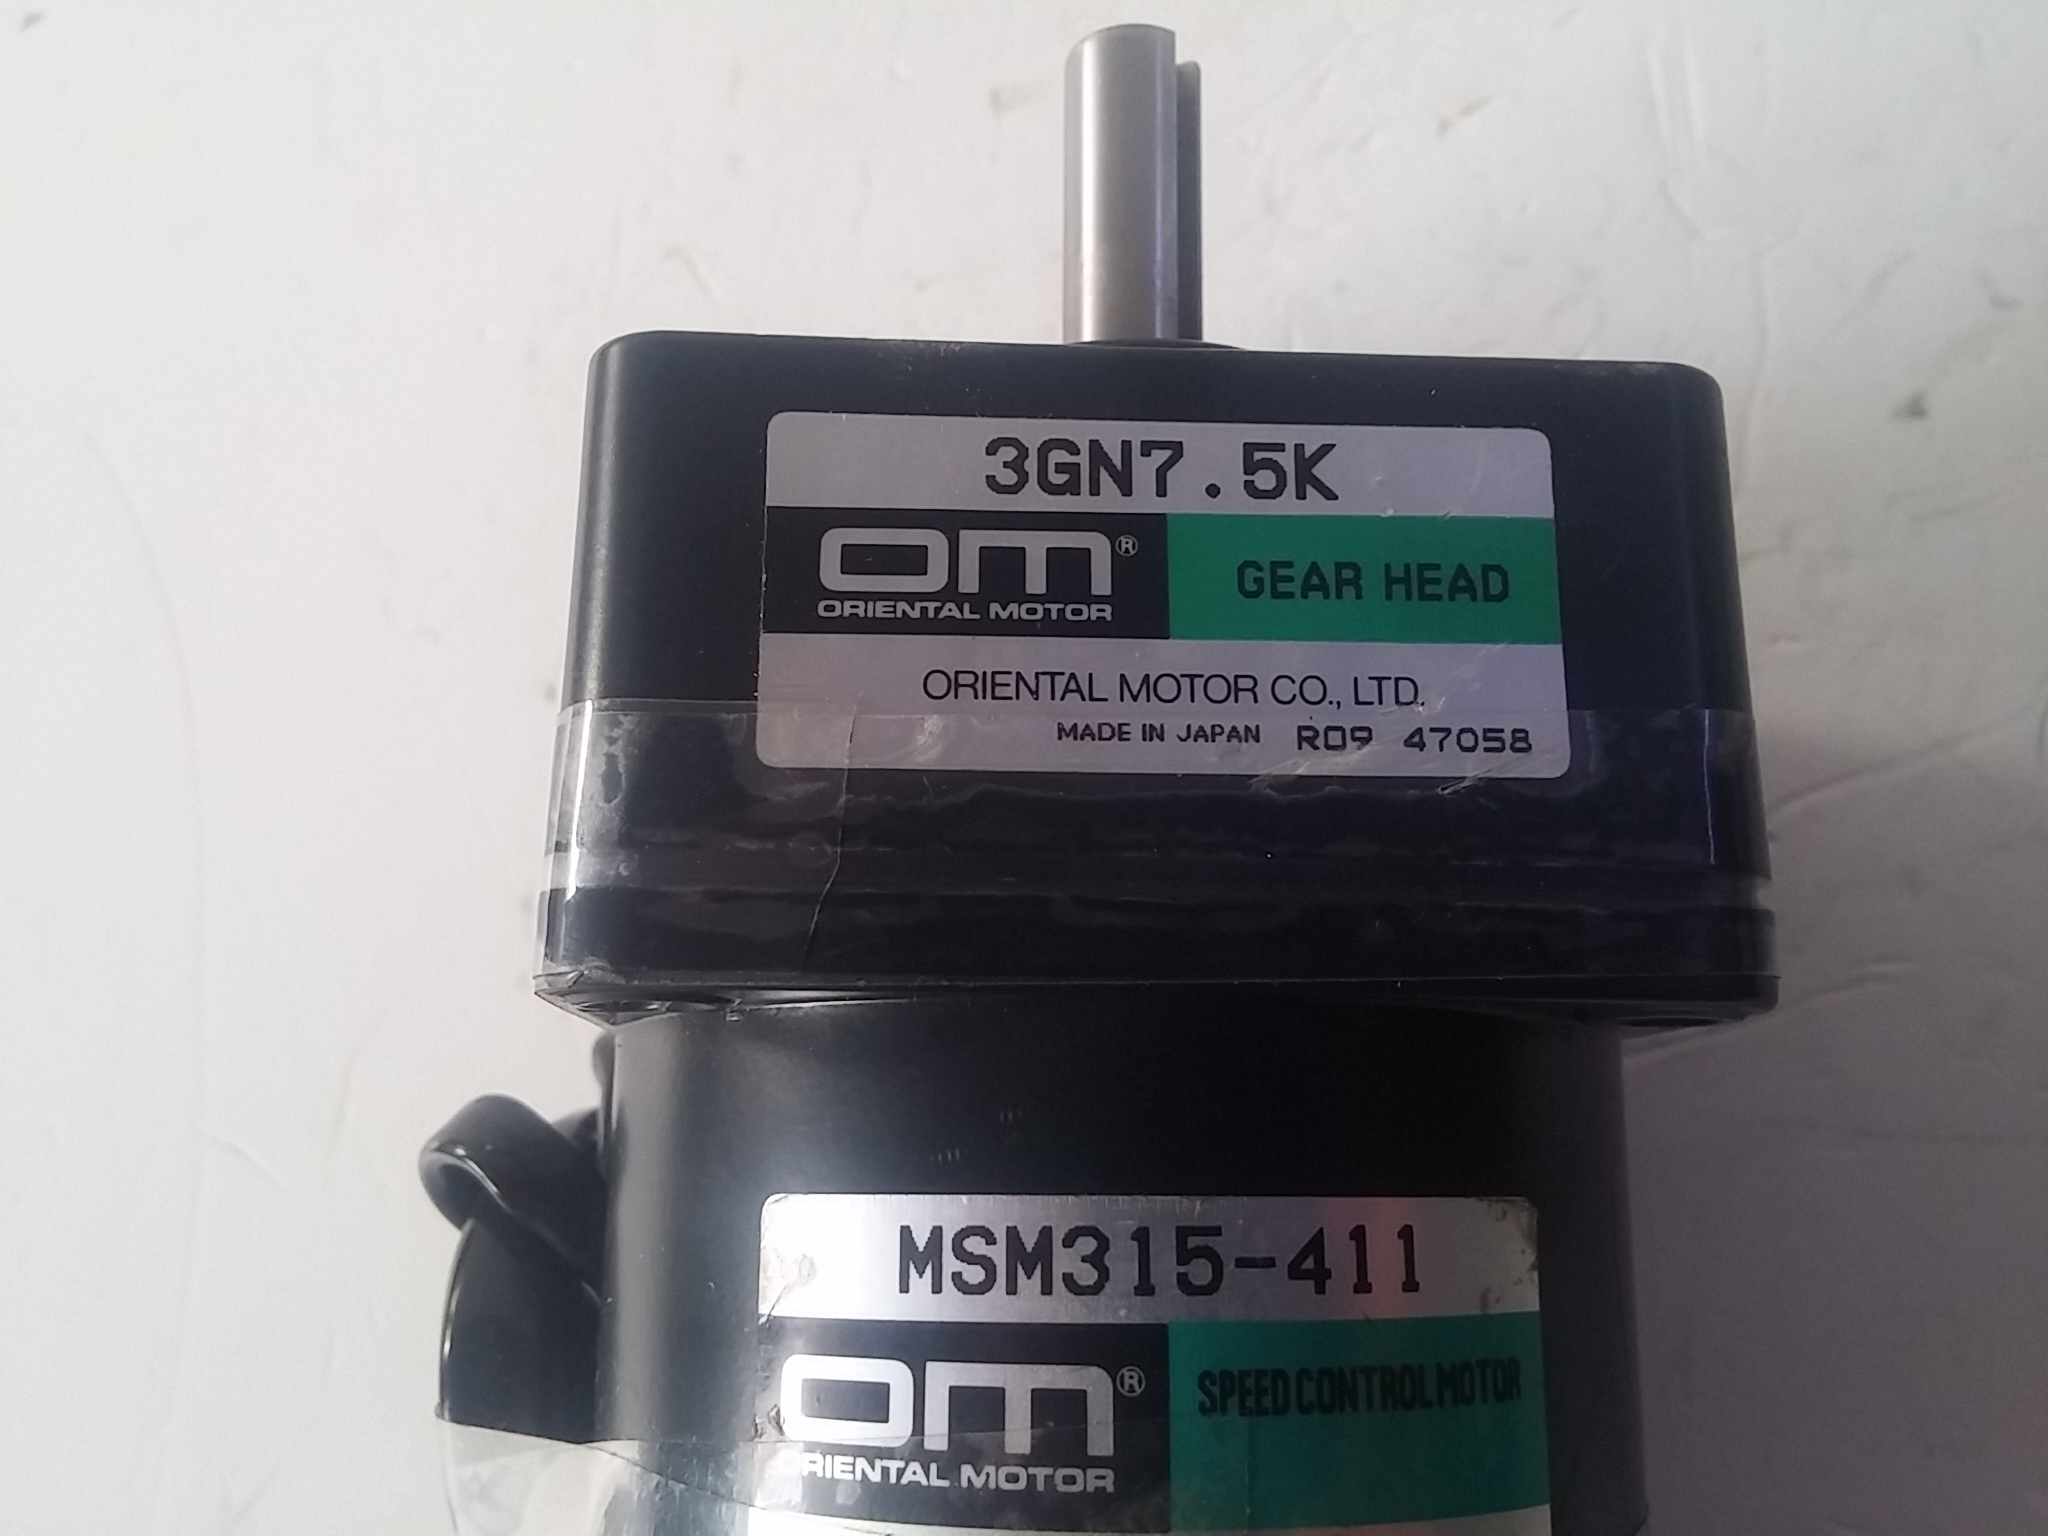 3GN7.5K
OM®
ORIENTAL MOTOR
GEAR HEAD
ORIENTAL MOTOR CO., LTD.
MADE IN JAPAN R09 47058
MSM315-411
OM®
ORIENTAL MOTOR
SPEED CONTROL MOTOR